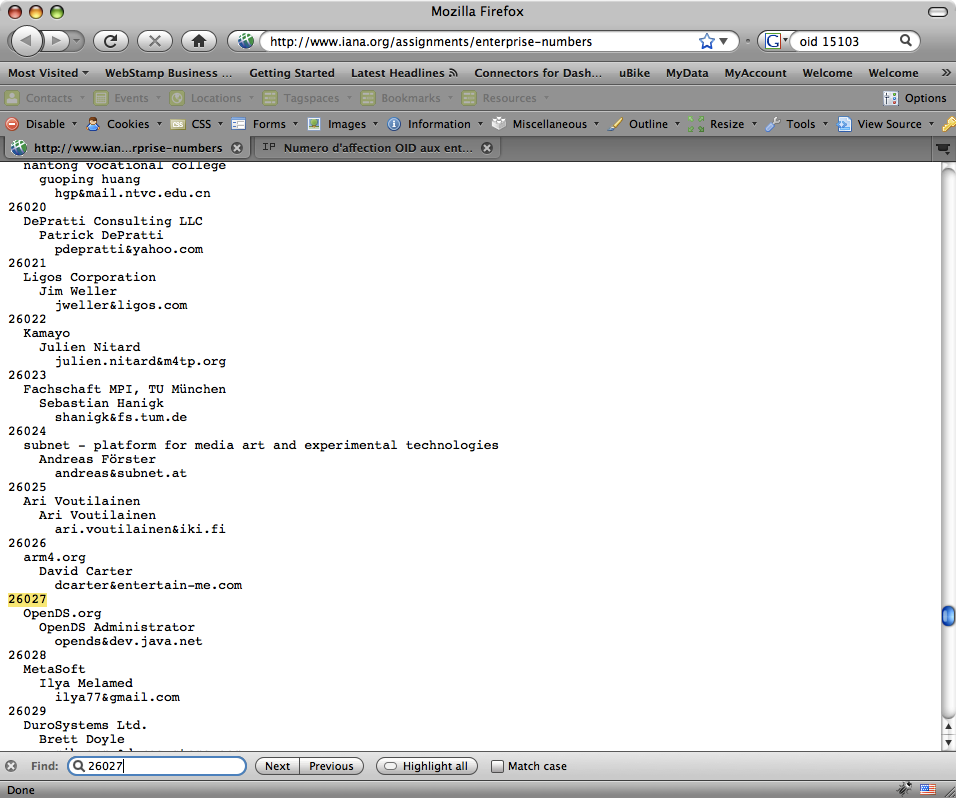 Mozilla Firefox
http://www.iana.org/assignments/enterprise-numbers
oid 15103
Most Visited WebStamp Business ... Getting Started Latest Headlines Connectors for Dash... uBike MyData MyAccount Welcome Welcome »
Contacts Events Locations Tagspaces Bookmarks Resources Options
Disable Cookies CSS Forms Images Information Miscellaneous Outline Resize Tools View Source
http://www.ian...rprise-numbers IP Numero d'affection OID aux ent...
nantong vocational college
guoping huang
hgp&mail.ntvc.edu.cn
26020
DePratti Consulting LLC
Patrick DePratti
pdepratti&yahoo.com
26021
Ligos Corporation
Jim Weller
jweller&ligos.com
26022
Kamayo
Julien Nitard
julien.nitard&m4tp.org
26023
Fachschaft MPI, TU München
Sebastian Hanigk
shanigk&fs.tum.de
26024
subnet - platform for media art and experimental technologies
Andreas Förster
andreas&subnet.at
26025
Ari Voutilainen
Ari Voutilainen
ari.voutilainen&iki.fi
26026
arm4.org
David Carter
dcarter&entertain-me.com
26027
OpenDS.org
OpenDS Administrator
opends&dev.java.net
26028
MetaSoft
Ilya Melamed
ilya77&gmail.com
26029
DuroSystems Ltd.
Brett Doyle
Find: 26027 Next Previous Highlight all Match case
Done